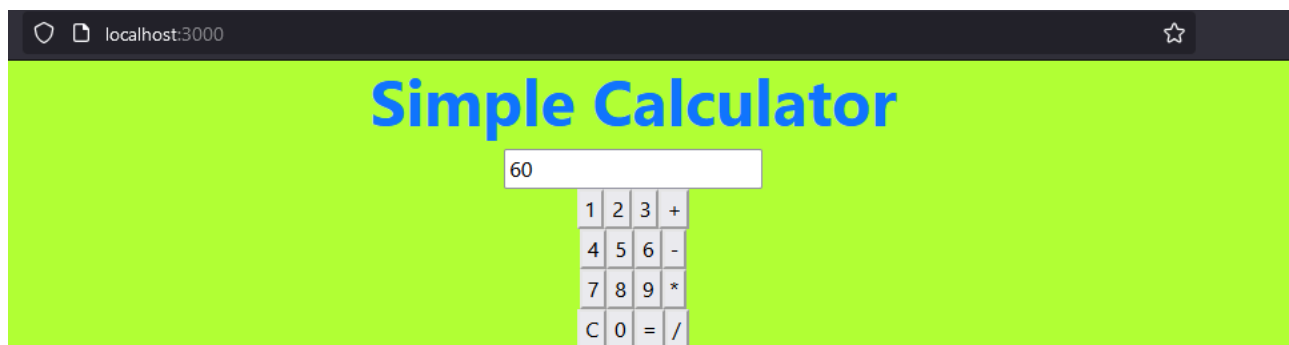 localhost:3000
Simple Calculator
60
1 2 3 +
4 5 6 -
7 8 9 *
C 0 = /